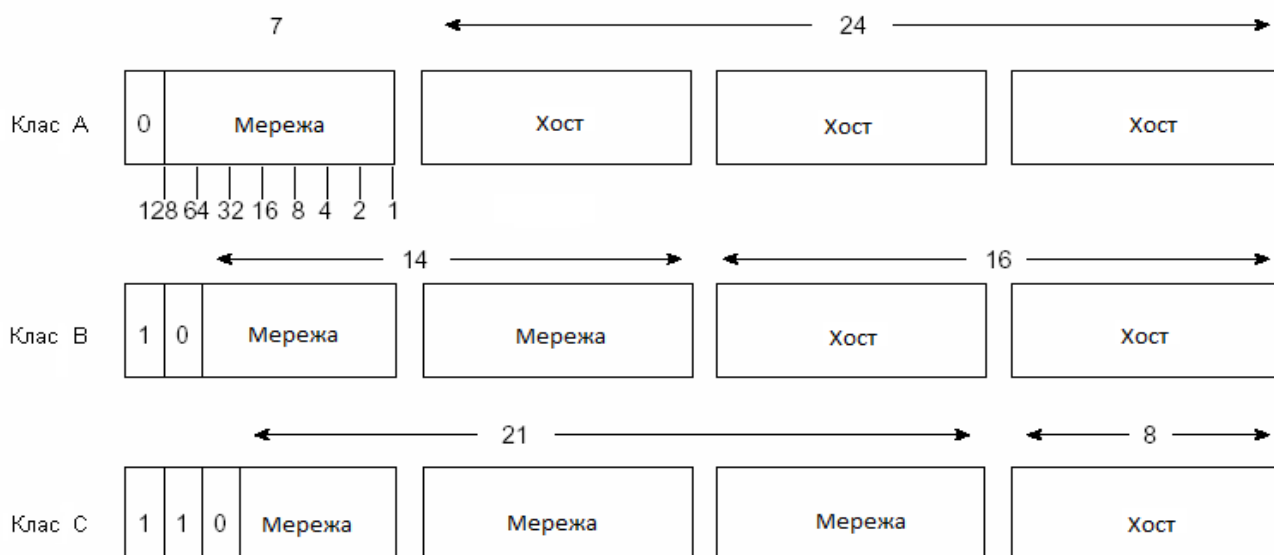 7 24
Клас А 0 Мережа Хост Хост Хост
128 64 32 16 8 4 2 1
14 16
Клас В 1 0 Мережа Мережа Хост Хост
21 8
Клас С 1 1 0 Мережа Мережа Мережа Хост